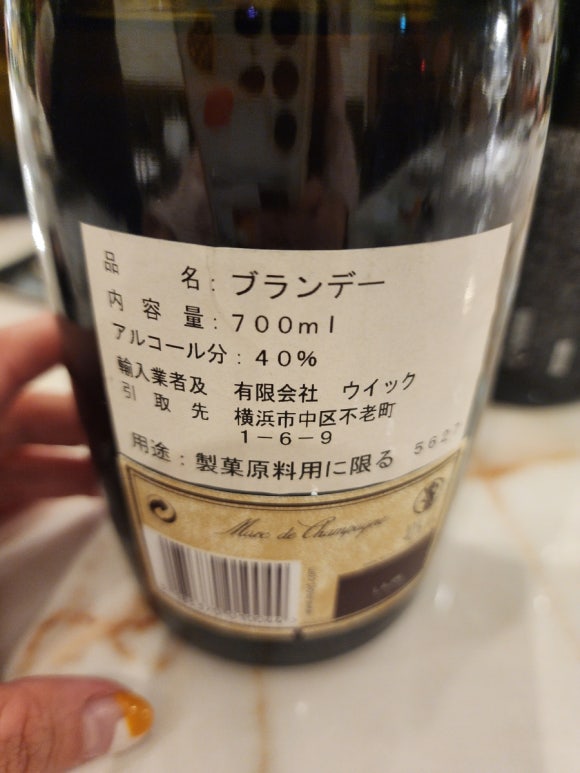 品 名：ブランデー
内 容 量：700ml
アルコール分：40%
輸入業者及 有限会社 ウイック
引 取 先 横浜市中区不老町
1-6-9
用途：製菓原料用に限る 5627
Marc de Champagne